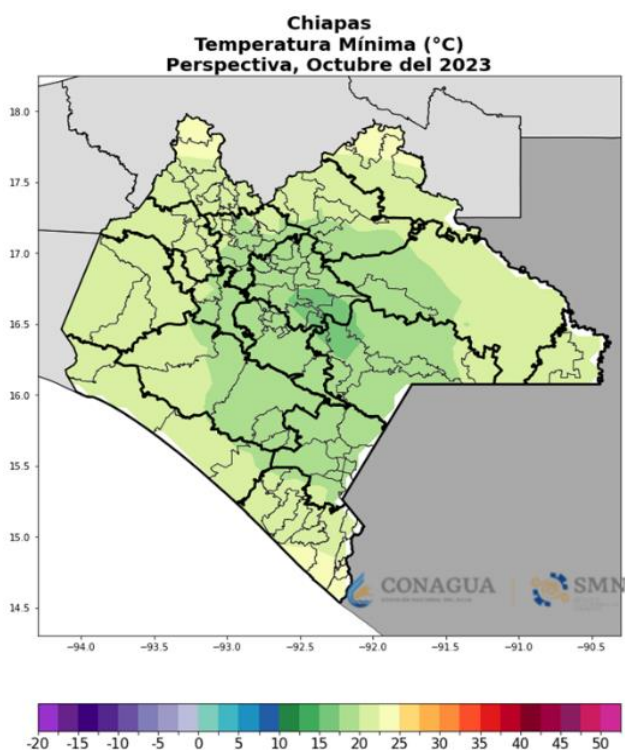 Chiapas
Temperatura Mínima (°C)
Perspectiva, Octubre del 2023
18.0
17.5
17.0
16.5
16.0
15.5
15.0
14.5
CONAGUA
SMN
−94.0 −93.5 −93.0 −92.5 −92.0 −91.5 −91.0 −90.5
-20 -15 -10 -5 0 5 10 15 20 25 30 35 40 45 50